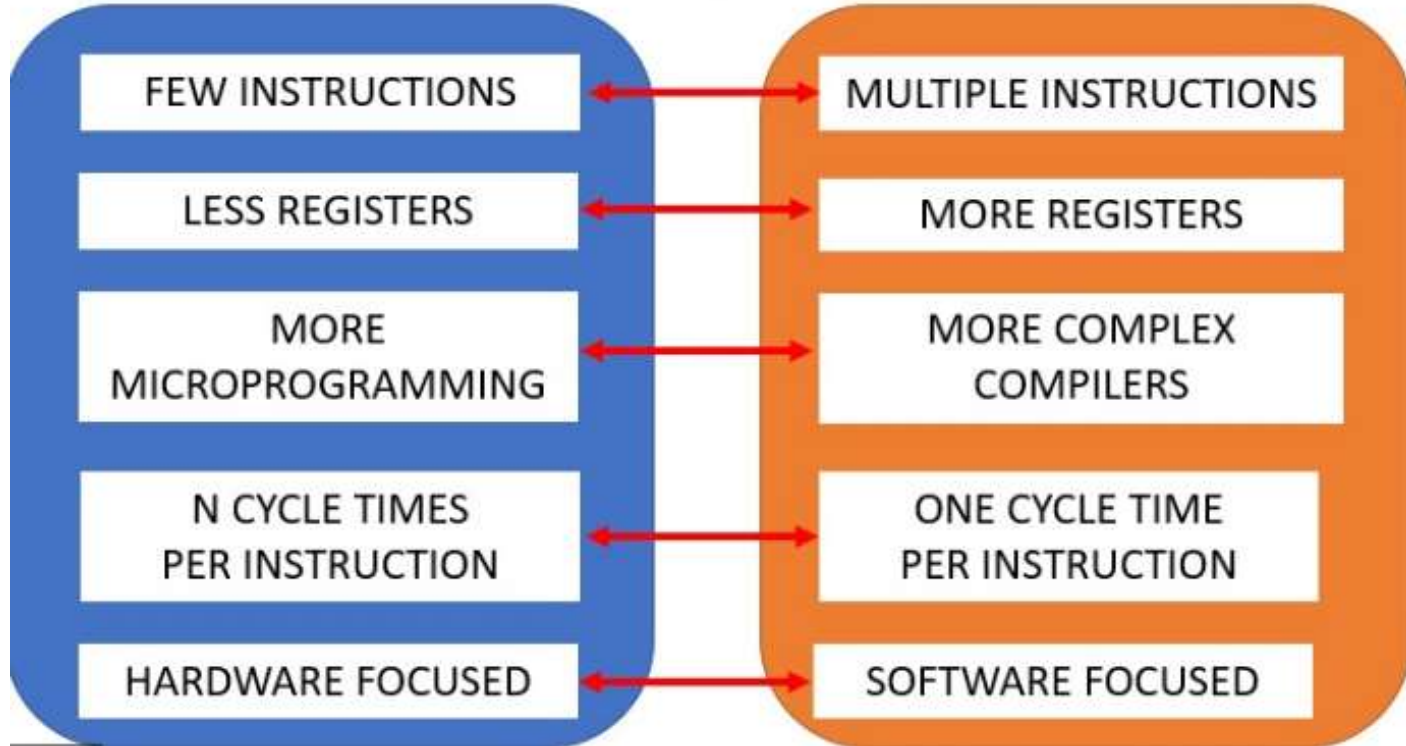 FEW INSTRUCTIONS
MULTIPLE INSTRUCTIONS
LESS REGISTERS
MORE REGISTERS
MORE
MICROPROGRAMMING
MORE COMPLEX
COMPILERS
N CYCLE TIMES
PER INSTRUCTION
ONE CYCLE TIME
PER INSTRUCTION
HARDWARE FOCUSED
SOFTWARE FOCUSED